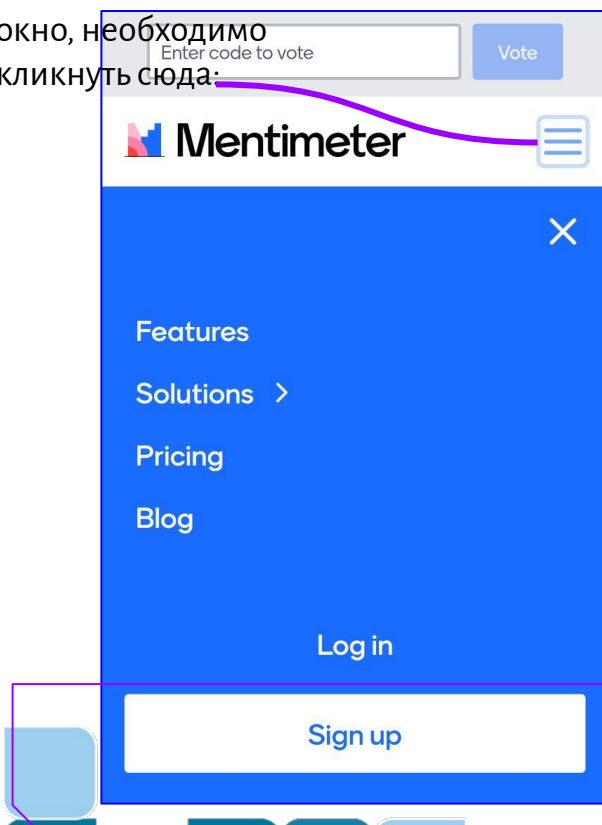 окно, необходимо
кликнуть сюда:
Enter code to vote
Vote
Mentimeter
Features
Solutions >
Pricing
Blog
Log in
Sign up